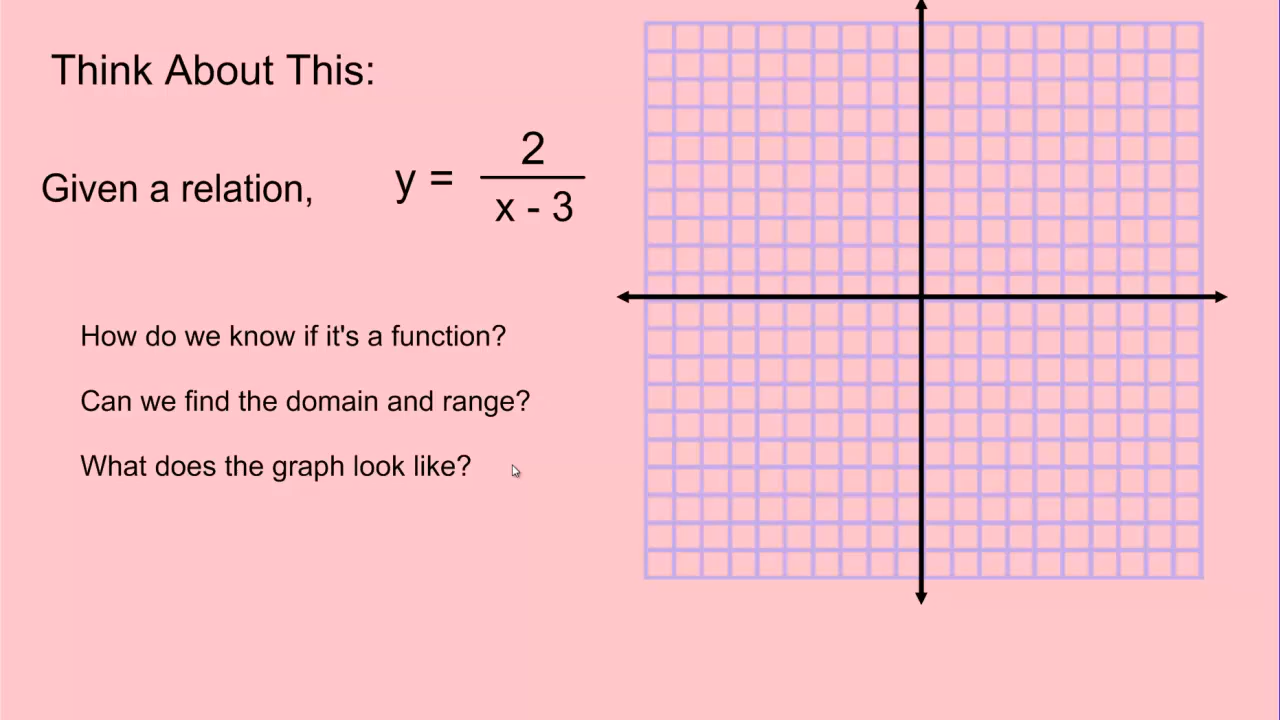 Think About This:
Given a relation,
y = 2 / x - 3
How do we know if it's a function?
Can we find the domain and range?
What does the graph look like?